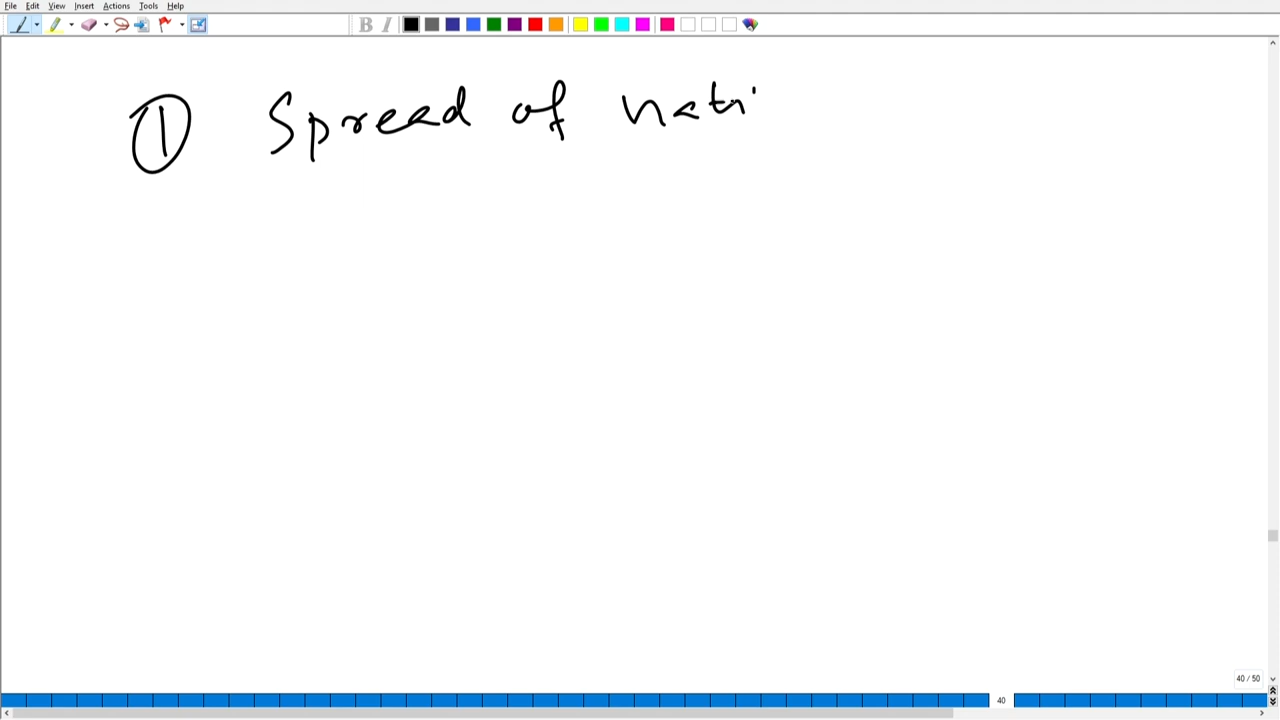 File Edit View Insert Actions Tools Help
B I
① Spread of nati
40 / 50
40